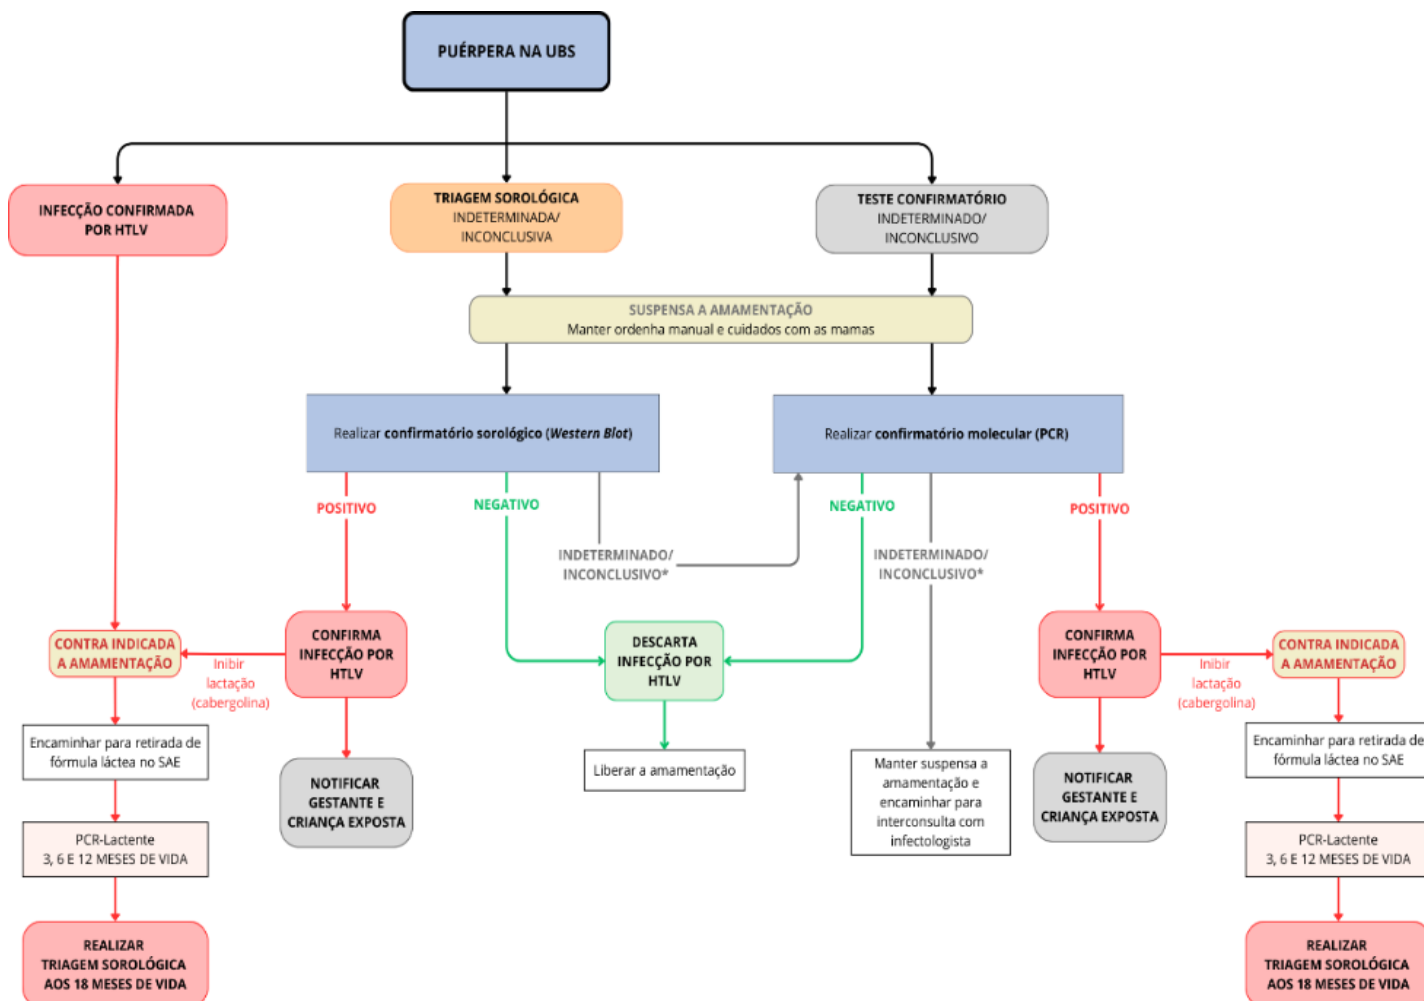 PUÉRPERA NA UBS
INFECÇÃO CONFIRMADA
POR HTLV
TRIAGEM SOROLÓGICA
INDETERMINADA/
INCONCLUSIVA
TESTE CONFIRMATÓRIO
INDETERMINADO/
INCONCLUSIVO
SUSPENSA A AMAMENTAÇÃO
Manter ordenha manual e cuidados com as mamas
Realizar confirmatório sorológico (Western Blot)
Realizar confirmatório molecular (PCR)
POSITIVO
NEGATIVO
INDETERMINADO/
INCONCLUSIVO*
NEGATIVO
INDETERMINADO/
INCONCLUSIVO*
POSITIVO
CONTRA INDICADA
A AMAMENTAÇÃO
Inibir
lactação
(cabergolina)
CONFIRMA
INFECÇÃO POR
HTLV
DESCARTA
INFECÇÃO POR
HTLV
CONFIRMA
INFECÇÃO POR
HTLV
Inibir
lactação
(cabergolina)
CONTRA INDICADA
A AMAMENTAÇÃO
Encaminhar para retirada de
fórmula láctea no SAE
NOTIFICAR
GESTANTE E
CRIANÇA EXPOSTA
Liberar a amamentação
Manter suspensa a
amamentação e
encaminhar para
interconsulta com
infectologista
NOTIFICAR
GESTANTE E
CRIANÇA EXPOSTA
Encaminhar para retirada de
fórmula láctea no SAE
PCR-Lactente
3, 6 E 12 MESES DE VIDA
PCR-Lactente
3, 6 E 12 MESES DE VIDA
REALIZAR
TRIAGEM SOROLÓGICA
AOS 18 MESES DE VIDA
REALIZAR
TRIAGEM SOROLÓGICA
AOS 18 MESES DE VIDA